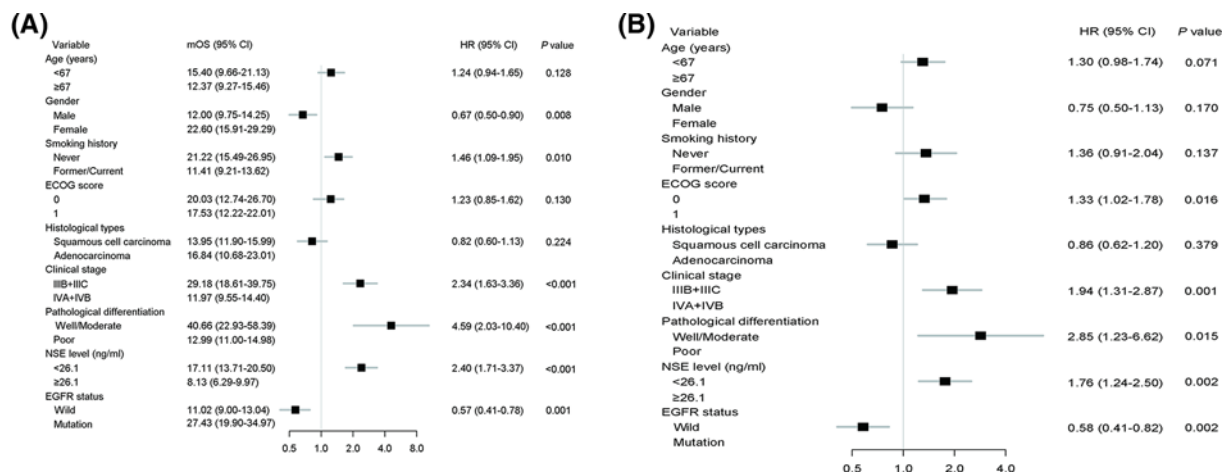 (A)
Variable mOS (95% CI) HR (95% CI) P value
Age (years)
<67 15.40 (9.66-21.13) 1.24 (0.94-1.65) 0.128
≥67 12.37 (9.27-15.46)
Gender
Male 12.00 (9.75-14.25) 0.67 (0.50-0.90) 0.008
Female 22.60 (15.91-29.29)
Smoking history
Never 21.22 (15.49-26.95) 1.46 (1.09-1.95) 0.010
Former/Current 11.41 (9.21-13.62)
ECOG score
0 20.03 (12.74-26.70) 1.23 (0.85-1.62) 0.130
1 17.53 (12.22-22.01)
Histological types
Squamous cell carcinoma 13.95 (11.90-15.99) 0.82 (0.60-1.13) 0.224
Adenocarcinoma 16.84 (10.68-23.01)
Clinical stage
IIIB+IIIC 29.18 (18.61-39.75) 2.34 (1.63-3.36) <0.001
IVA+IVB 11.97 (9.55-14.40)
Pathological differentiation
Well/Moderate 40.66 (22.93-58.39) 4.59 (2.03-10.40) <0.001
Poor 12.99 (11.00-14.98)
NSE level (ng/ml)
<26.1 17.11 (13.71-20.50) 2.40 (1.71-3.37) <0.001
≥26.1 8.13 (6.29-9.97)
EGFR status
Wild 11.02 (9.00-13.04) 0.57 (0.41-0.78) 0.001
Mutation 27.43 (19.90-34.97)
0.5 1.0 2.0 4.0 8.0
(B)
Variable HR (95% CI) P value
Age (years)
<67 1.30 (0.98-1.74) 0.071
≥67
Gender
Male 0.75 (0.50-1.13) 0.170
Female
Smoking history
Never 1.36 (0.91-2.04) 0.137
Former/Current
ECOG score
0 1.33 (1.02-1.78) 0.016
1
Histological types
Squamous cell carcinoma 0.86 (0.62-1.20) 0.379
Adenocarcinoma
Clinical stage
IIIB+IIIC 1.94 (1.31-2.87) 0.001
IVA+IVB
Pathological differentiation
Well/Moderate 2.85 (1.23-6.62) 0.015
Poor
NSE level (ng/ml)
<26.1 1.76 (1.24-2.50) 0.002
≥26.1
EGFR status
Wild 0.58 (0.41-0.82) 0.002
Mutation
0.5 1.0 2.0 4.0